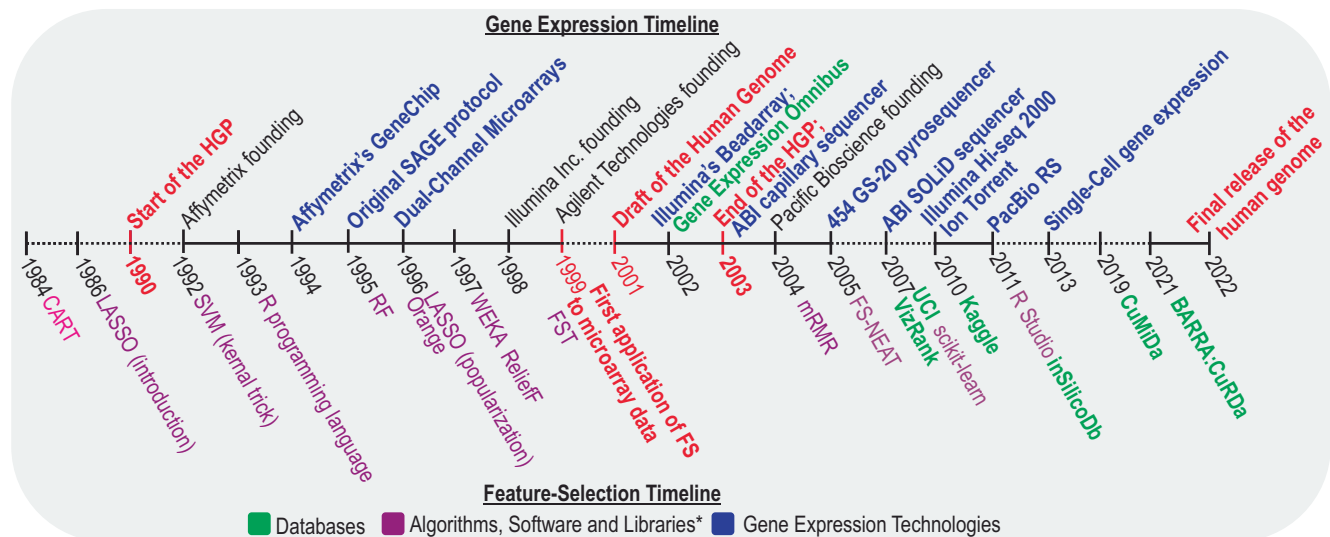 Gene Expression Timeline
Start of the HGP
Affymetrix founding
Affymetrix's GeneChip
Original SAGE protocol
Dual-Channel Microarrays
Illumina Inc. founding
Agilent Technologies founding
Draft of the Human Genome
Illumina's Beadarray;
Gene Expression Omnibus
End of the HGP;
ABI capillary sequencer
Pacific Bioscience founding
454 GS-20 pyrosequencer
ABI SOLiD sequencer
Illumina Hi-seq 2000
Ion Torrent
PacBio RS
Single-Cell gene expression
Final release of the
human genome
1984
1986
1990
1992
1993
1994
1995
1996
1997
1998
1999
2001
2002
2003
2004
2005
2007
2010
2011
2013
2019
2021
2022
CART
LASSO (introduction)
SVM (kernal trick)
R programming language
RF
LASSO (popularization)
Orange
WEKA ReliefF
FST
First application of FS
to microarray data
mRMR
FS-NEAT
UCI scikit-learn
VizRank
Kaggle
R Studio inSilicoDb
CuMiDa
BARRA:CuRDa
Feature-Selection Timeline
Databases
Algorithms, Software and Libraries*
Gene Expression Technologies